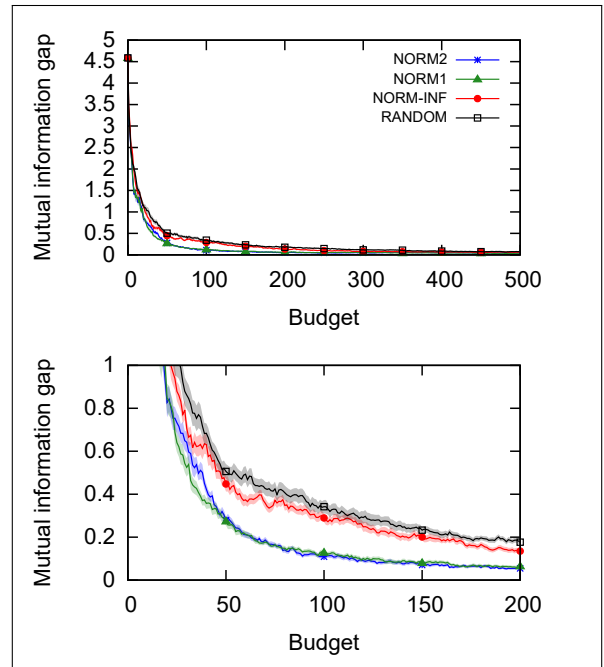 Mutual information gap
5
4.5
4
3.5
3
2.5
2
1.5
1
0.5
0
NORM2
NORM1
NORM-INF
RANDOM
0 100 200 300 400 500
Budget
Mutual information gap
1
0.8
0.6
0.4
0.2
0
0 50 100 150 200
Budget